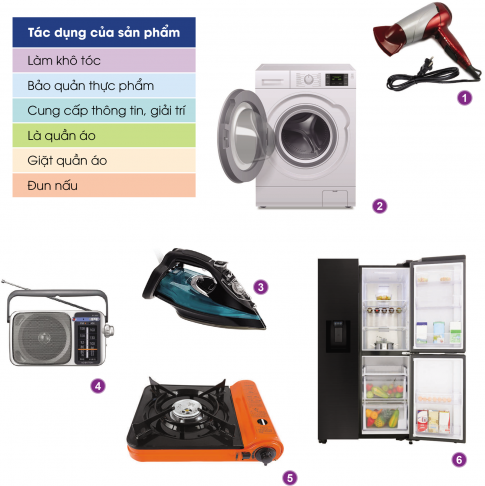 Tác dụng của sản phẩm
Làm khô tóc
Bảo quản thực phẩm
Cung cấp thông tin, giải trí
Là quần áo
Giặt quần áo
Đun nấu
1
2
3
4
5
6